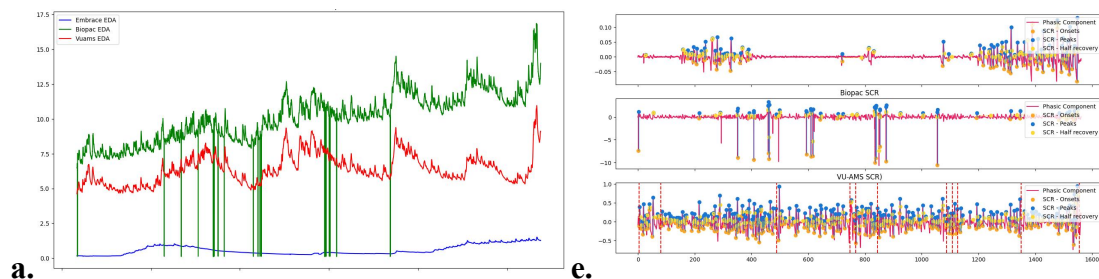 17.5
15.0
12.5
10.0
7.5
5.0
2.5
0.0
Embrace EDA
Biopac EDA
Vuams EDA
a.
0.10
0.05
0.00
−0.05
Phasic Component
SCR - Onsets
SCR - Peaks
SCR - Half recovery
Biopac SCR
0
−5
−10
Phasic Component
SCR - Onsets
SCR - Peaks
SCR - Half recovery
VU-AMS SCR)
1.0
0.5
0.0
−0.5
Phasic Component
SCR - Onsets
SCR - Peaks
SCR - Half recovery
0 200 400 600 800 1000 1200 1400 1600
e.